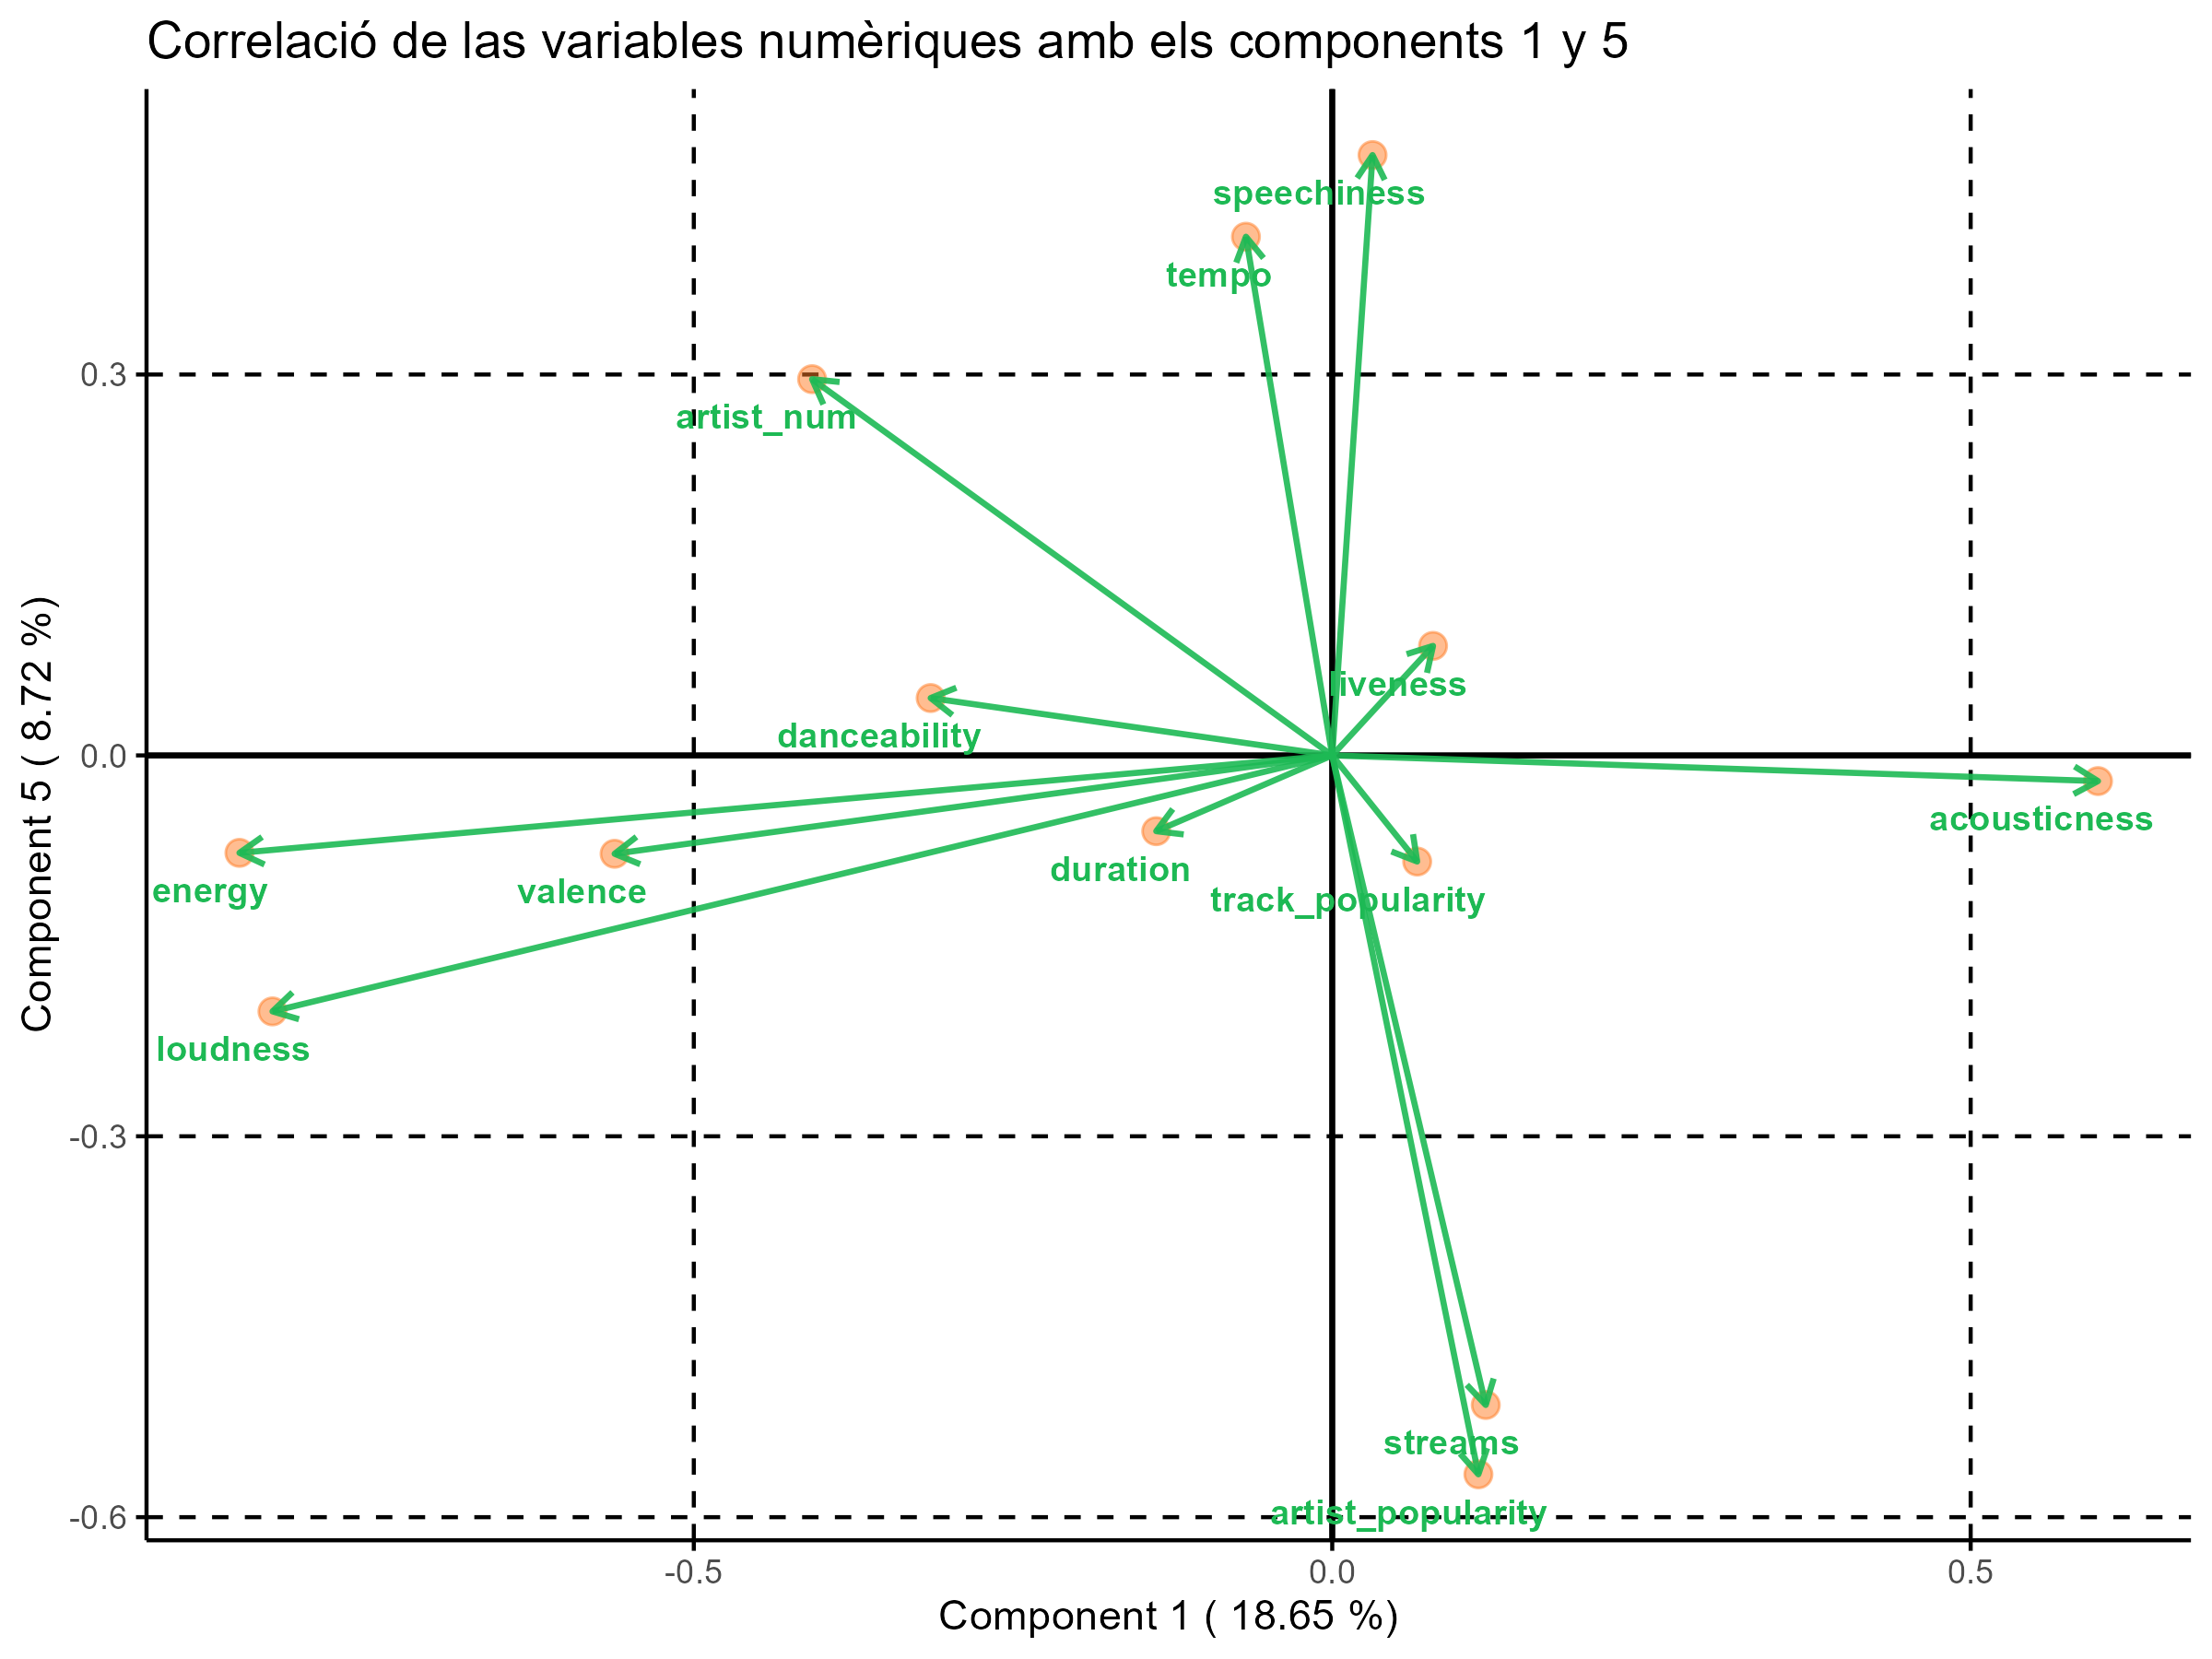 Correlació de las variables numèriques amb els components 1 y 5
speechiness
tempo
0.3
artist_num
liveness
danceability
0.0
acousticness
duration
energy
valence
track_popularity
loudness
-0.3
streams
artist_popularity
-0.6
-0.5
0.0
0.5
Component 1 ( 18.65 %)
Component 5 ( 8.72 %)